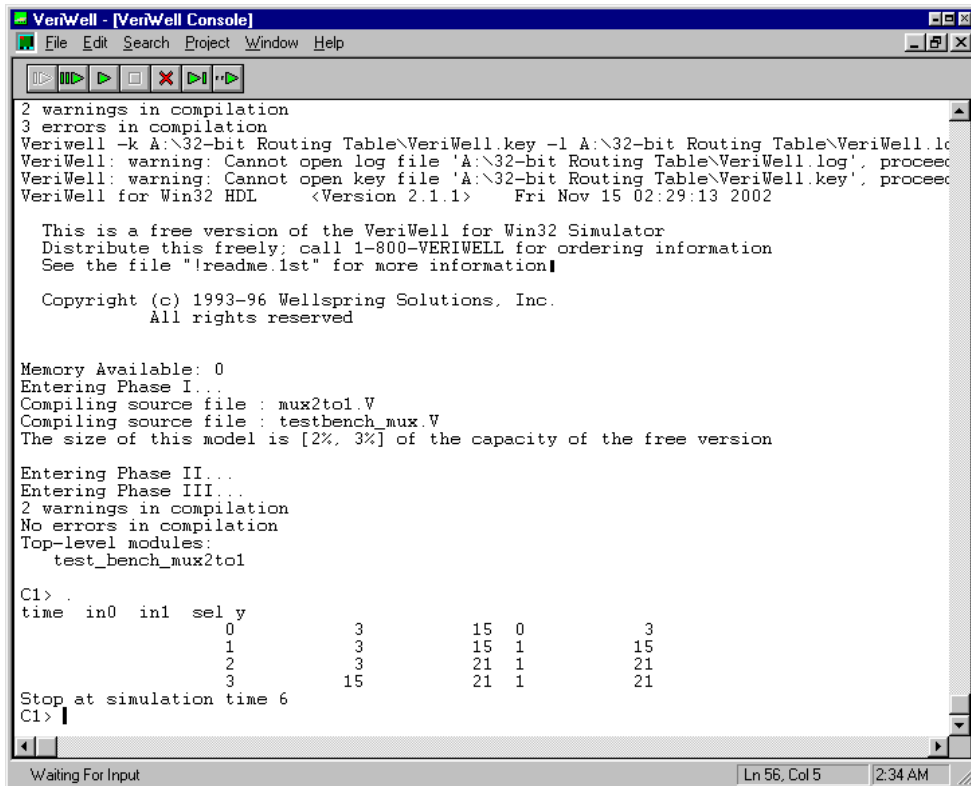 VeriWell - [VeriWell Console]
File Edit Search Project Window Help
2 warnings in compilation
3 errors in compilation
Veriwell -k A:\32-bit Routing Table\VeriWell.key -l A:\32-bit Routing Table\VeriWell.lo
VeriWell: warning: Cannot open log file 'A:\32-bit Routing Table\VeriWell.log', proceed
VeriWell: warning: Cannot open key file 'A:\32-bit Routing Table\VeriWell.key', proceed
VeriWell for Win32 HDL <Version 2.1.1> Fri Nov 15 02:29:13 2002
This is a free version of the VeriWell for Win32 Simulator
Distribute this freely; call 1-800-VERIWELL for ordering information
See the file "!readme.1st" for more information
Copyright (c) 1993-96 Wellspring Solutions, Inc.
All rights reserved
Memory Available: 0
Entering Phase I...
Compiling source file : mux2to1.V
Compiling source file : testbench_mux.V
The size of this model is [2%, 3%] of the capacity of the free version
Entering Phase II...
Entering Phase III...
2 warnings in compilation
No errors in compilation
Top-level modules:
test_bench_mux2to1
C1> .
time in0 in1 sel y
0 3 15 0 3
1 3 15 1 15
2 3 21 1 21
3 15 21 1 21
Stop at simulation time 6
C1>
Waiting For Input Ln 56, Col 5 2:34 AM